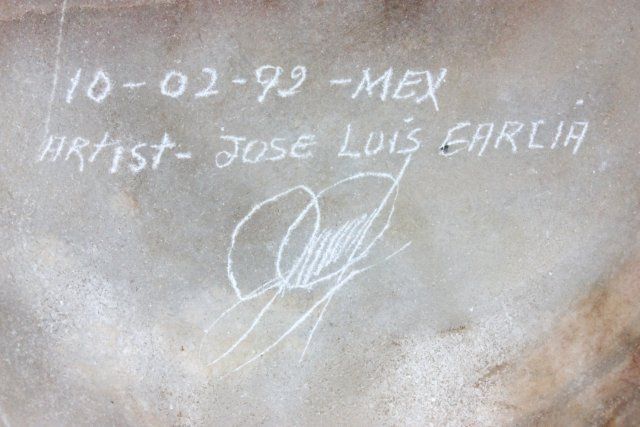 10-02-92-MEX
Artist- JOSE LUIS GARCIA